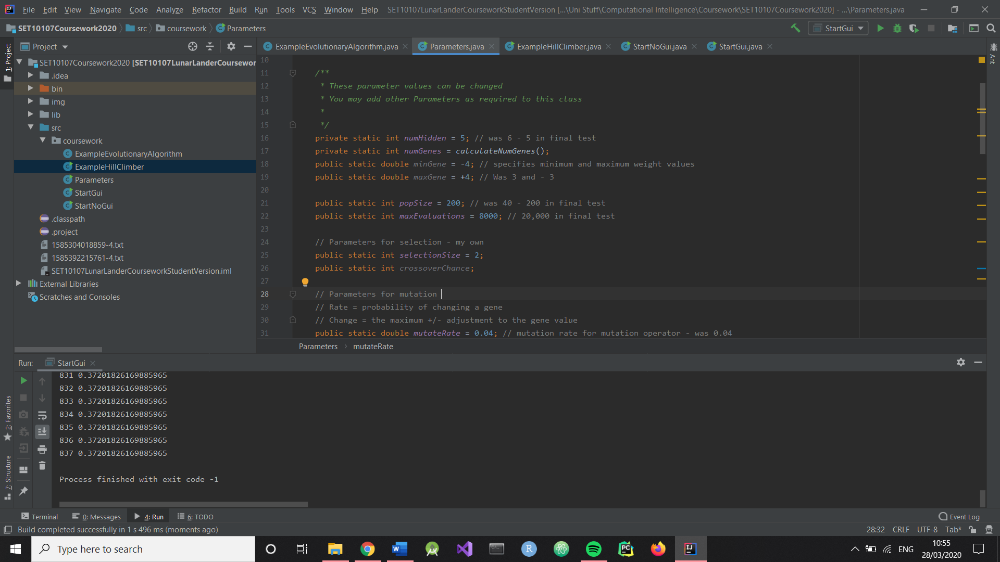 File Edit View Navigate Code Analyze Refactor Build Run Tools VCS Window Help SET10107LunarLanderCourseworkStudentVersion [...\Uni Stuff\Computational Intelligence\Coursework\SET10107Coursework2020] - ...\Parameters.java
SET10107Coursework2020 src coursework Parameters StartGui
1: Project
Project
ExampleEvolutionaryAlgorithm.java Parameters.java ExampleHillClimber.java StartNoGui.java StartGui.java
Ant
SET10107Coursework2020 [SET10107LunarLanderCoursewor
.idea
bin
img
lib
src
coursework
ExampleEvolutionaryAlgorithm
ExampleHillClimber
Parameters
StartGui
StartNoGui
.classpath
.project
1585304018859-4.txt
1585392215761-4.txt
SET10107LunarLanderCourseworkStudentVersion.iml
External Libraries
Scratches and Consoles
10
11 /**
12 * These parameter values can be changed
13 * You may add other Parameters as required to this class
14 *
15 */
16 private static int numHidden = 5; // was 6 - 5 in final test
17 private static int numGenes = calculateNumGenes();
18 public static double minGene = -4; // specifies minimum and maximum weight values
19 public static double maxGene = +4; // Was 3 and - 3
20
21 public static int popSize = 200; // was 40 - 200 in final test
22 public static int maxEvaluations = 8000; // 20,000 in final test
23
24 // Parameters for selection - my own
25 public static int selectionSize = 2;
26 public static int crossoverChance;
27
28 // Parameters for mutation
29 // Rate = probability of changing a gene
30 // Change = the maximum +/- adjustment to the gene value
31 public static double mutateRate = 0.04; // mutation rate for mutation operator - was 0.04
Parameters mutateRate
Run: StartGui
831 0.37201826169885965
832 0.37201826169885965
833 0.37201826169885965
834 0.37201826169885965
835 0.37201826169885965
836 0.37201826169885965
837 0.37201826169885965
Process finished with exit code -1
2: Favorites
7: Structure
Terminal 0: Messages 4: Run 6: TODO Event Log
Build completed successfully in 1 s 496 ms (moments ago) 28:32 CRLF UTF-8 Tab*
Type here to search
ENG
10:55
28/03/2020